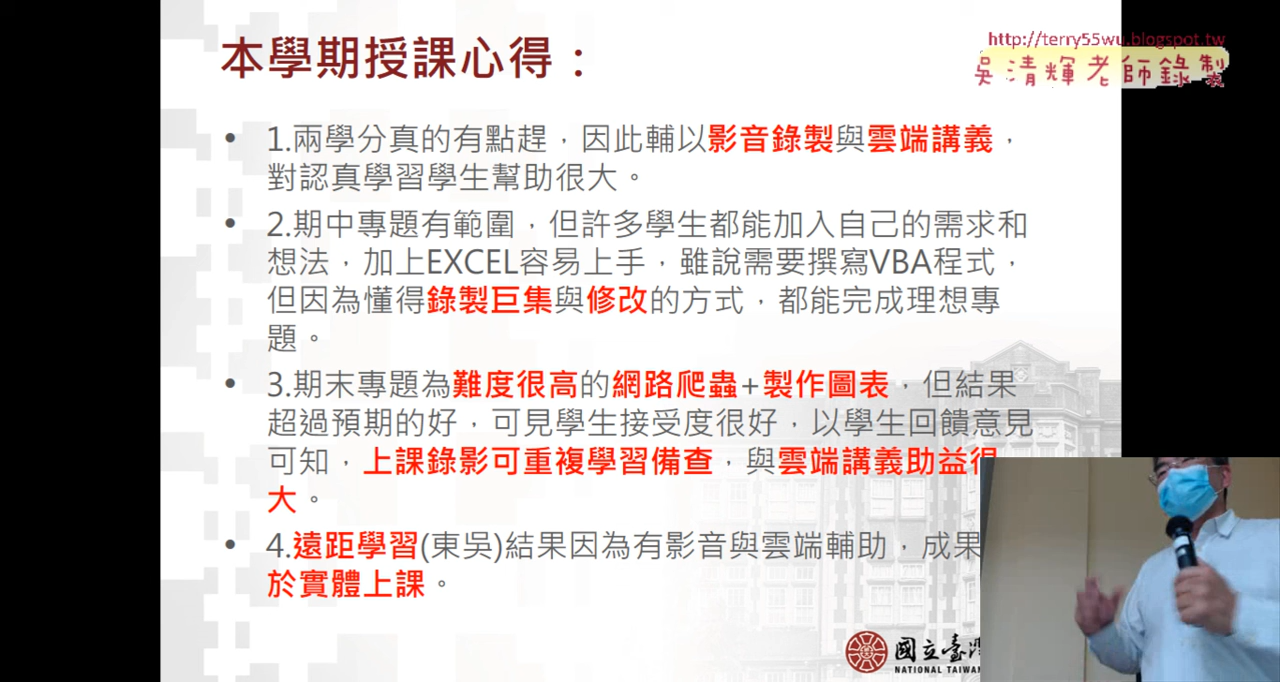 本學期授課心得：
http://terry55wu.blogspot.tw
吳清輝老師錄製
• 1.兩學分真的有點趕，因此輔以影音錄製與雲端講義，
對認真學習學生幫助很大。
• 2.期中專題有範圍，但許多學生都能加入自己的需求和
想法，加上EXCEL容易上手，雖說需要撰寫VBA程式，
但因為懂得錄製巨集與修改的方式，都能完成理想專
題。
• 3.期末專題為難度很高的網路爬蟲+製作圖表，但結果
超過預期的好，可見學生接受度很好，以學生回饋意見
可知，上課錄影可重複學習備查，與雲端講義助益很
大。
• 4.遠距學習(東吳)結果因為有影音與雲端輔助，成果
於實體上課。
國立臺灣
NATIONAL TAIWAN